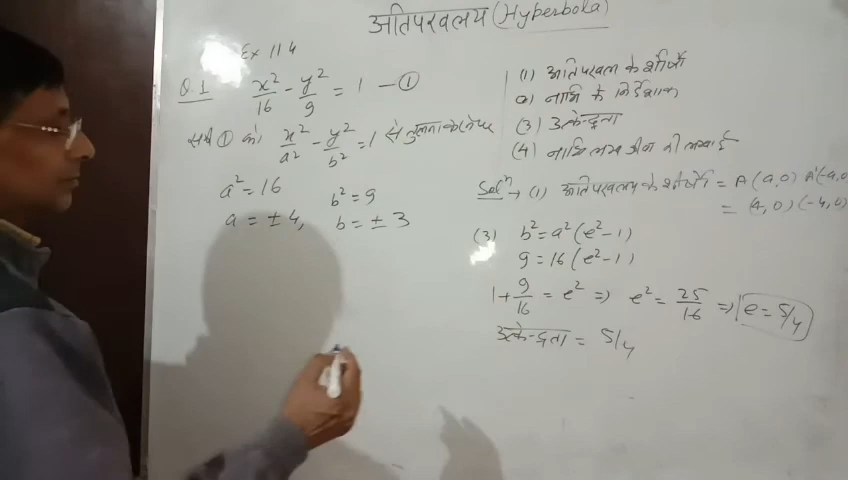 अतिपरवलय (Hyberbola)
Ex 11.4
Q.1 x²/16 - y²/9 = 1 — ①
समी ① को x²/a² - y²/b² = 1 से तुलना करने पर
a² = 16 b² = 9
a = ± 4, b = ± 3
(1) अतिपरवलय के शीर्षों
(2) नाभि के निर्देशांक
(3) उत्केन्द्रता
(4) नाभिलम्ब जीवा की लम्बाई
Solⁿ → (1) अतिपरवलय के शीर्षों = A(a,0) A'(-a,0
= (4,0) (-4,0)
(3) b² = a² (e²-1)
9 = 16 (e²-1)
1 + 9/16 = e² ⇒ e² = 25/16 ⇒ e = 5/4
उत्केन्द्रता = 5/4